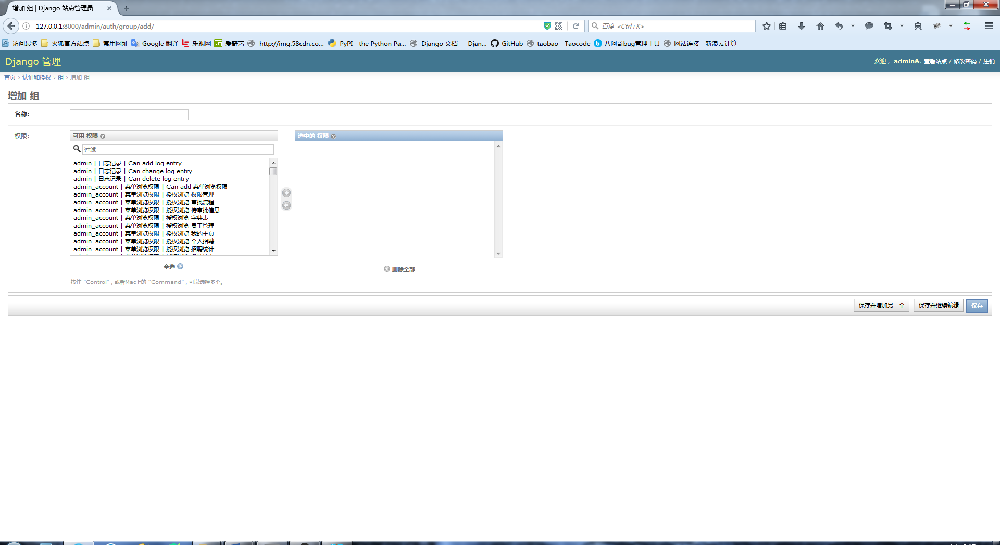 增加 组 | Django 站点管理员
127.0.0.1:8000/admin/auth/group/add/
百度 <Ctrl+K>
访问最多 火狐官方站点 常用网址 Google 翻译 乐视网 爱奇艺 http://img.58cdn.co... PyPI - the Python Pa... Django 文档 — Djan... GitHub taobao - Taocode 八阿哥bug管理工具 网站连接 - 新浪云计算
Django 管理
欢迎， admin&. 查看站点 / 修改密码 / 注销
首页 › 认证和授权 › 组 › 增加 组
增加 组
名称:
权限:
可用 权限
过滤
admin | 日志记录 | Can add log entry
admin | 日志记录 | Can change log entry
admin | 日志记录 | Can delete log entry
admin_account | 菜单浏览权限 | Can add 菜单浏览权限
admin_account | 菜单浏览权限 | 授权浏览 权限管理
admin_account | 菜单浏览权限 | 授权浏览 审批流程
admin_account | 菜单浏览权限 | 授权浏览 待审批信息
admin_account | 菜单浏览权限 | 授权浏览 字典表
admin_account | 菜单浏览权限 | 授权浏览 员工管理
admin_account | 菜单浏览权限 | 授权浏览 我的主页
admin_account | 菜单浏览权限 | 授权浏览 个人招聘
admin_account | 菜单浏览权限 | 授权浏览 招聘统计
全选
选中的 权限
删除全部
按住 "Control"，或者Mac上的 "Command"，可以选择多个。
保存并增加另一个
保存并继续编辑
保存